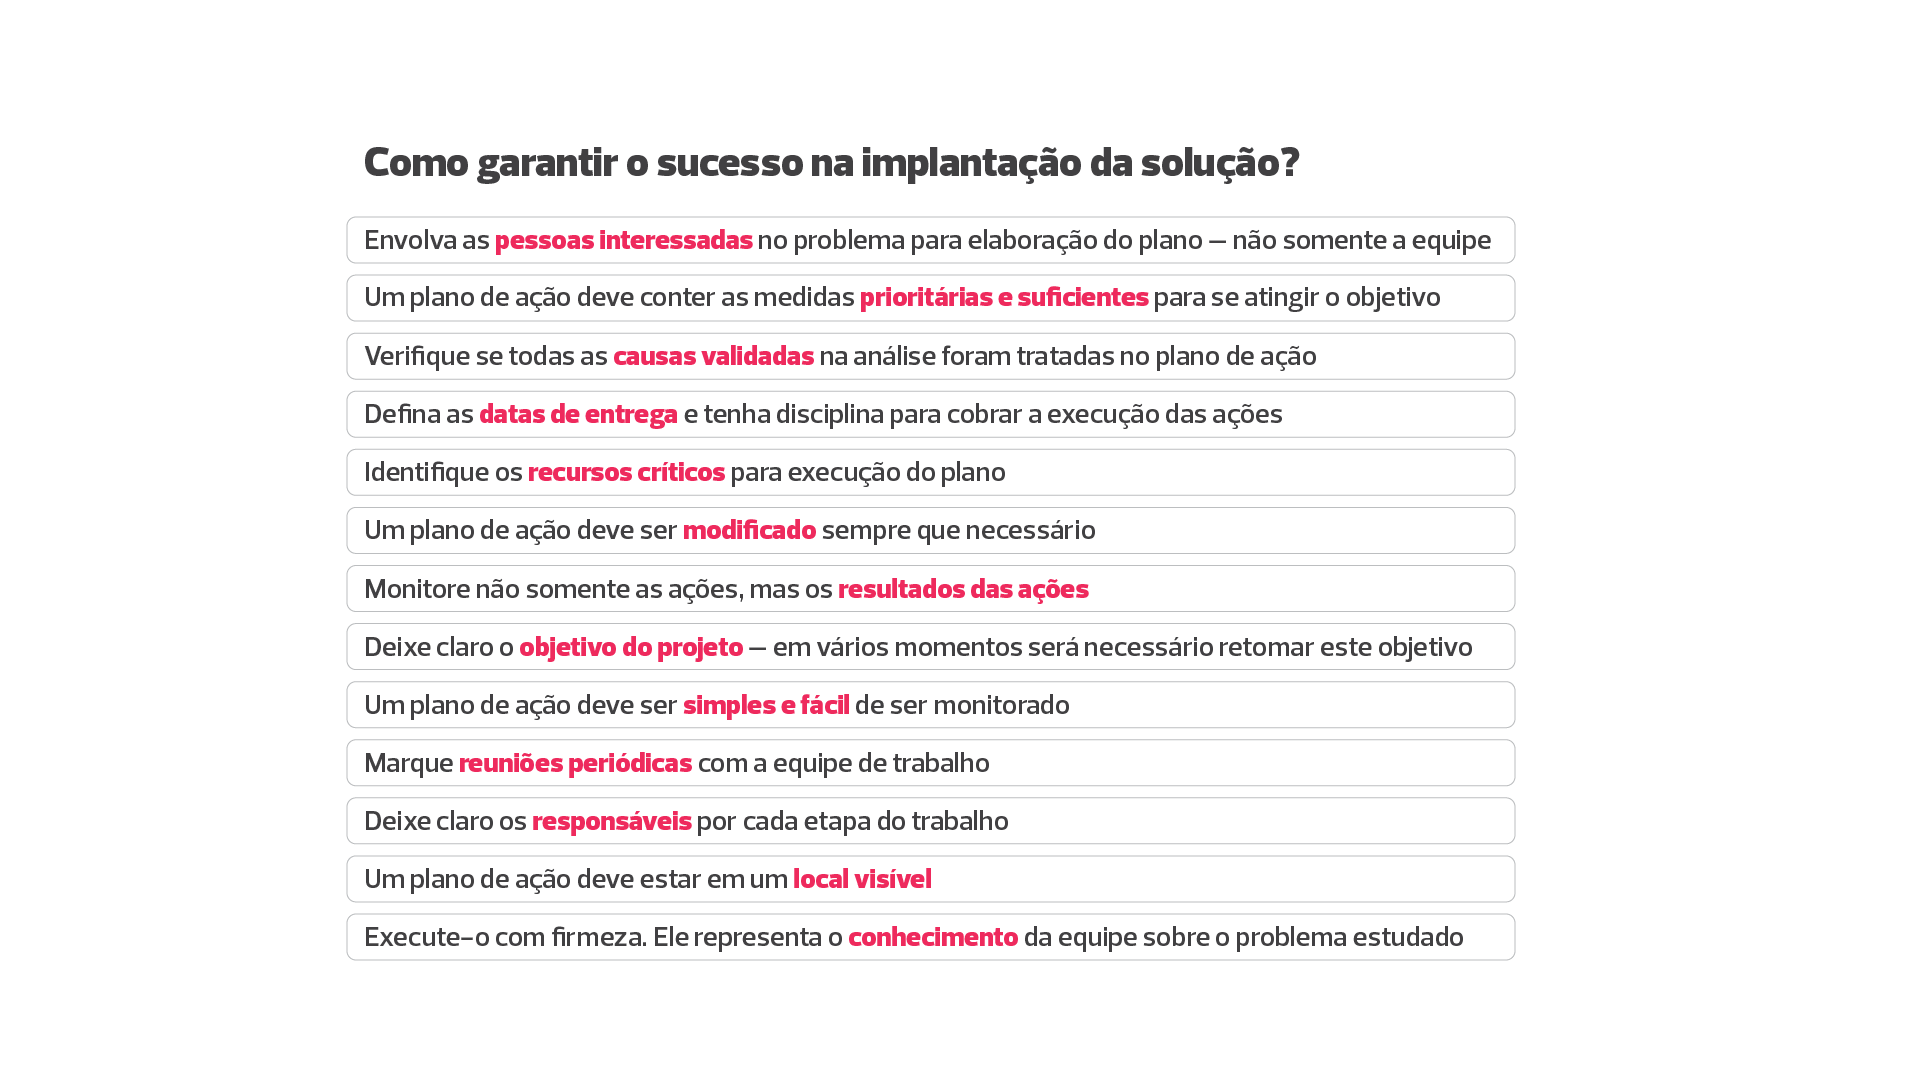 Como garantir o sucesso na implantação da solução?
Envolva as pessoas interessadas no problema para elaboração do plano – não somente a equipe
Um plano de ação deve conter as medidas prioritárias e suficientes para se atingir o objetivo
Verifique se todas as causas validadas na análise foram tratadas no plano de ação
Defina as datas de entrega e tenha disciplina para cobrar a execução das ações
Identifique os recursos críticos para execução do plano
Um plano de ação deve ser modificado sempre que necessário
Monitore não somente as ações, mas os resultados das ações
Deixe claro o objetivo do projeto – em vários momentos será necessário retomar este objetivo
Um plano de ação deve ser simples e fácil de ser monitorado
Marque reuniões periódicas com a equipe de trabalho
Deixe claro os responsáveis por cada etapa do trabalho
Um plano de ação deve estar em um local visível
Execute-o com firmeza. Ele representa o conhecimento da equipe sobre o problema estudado